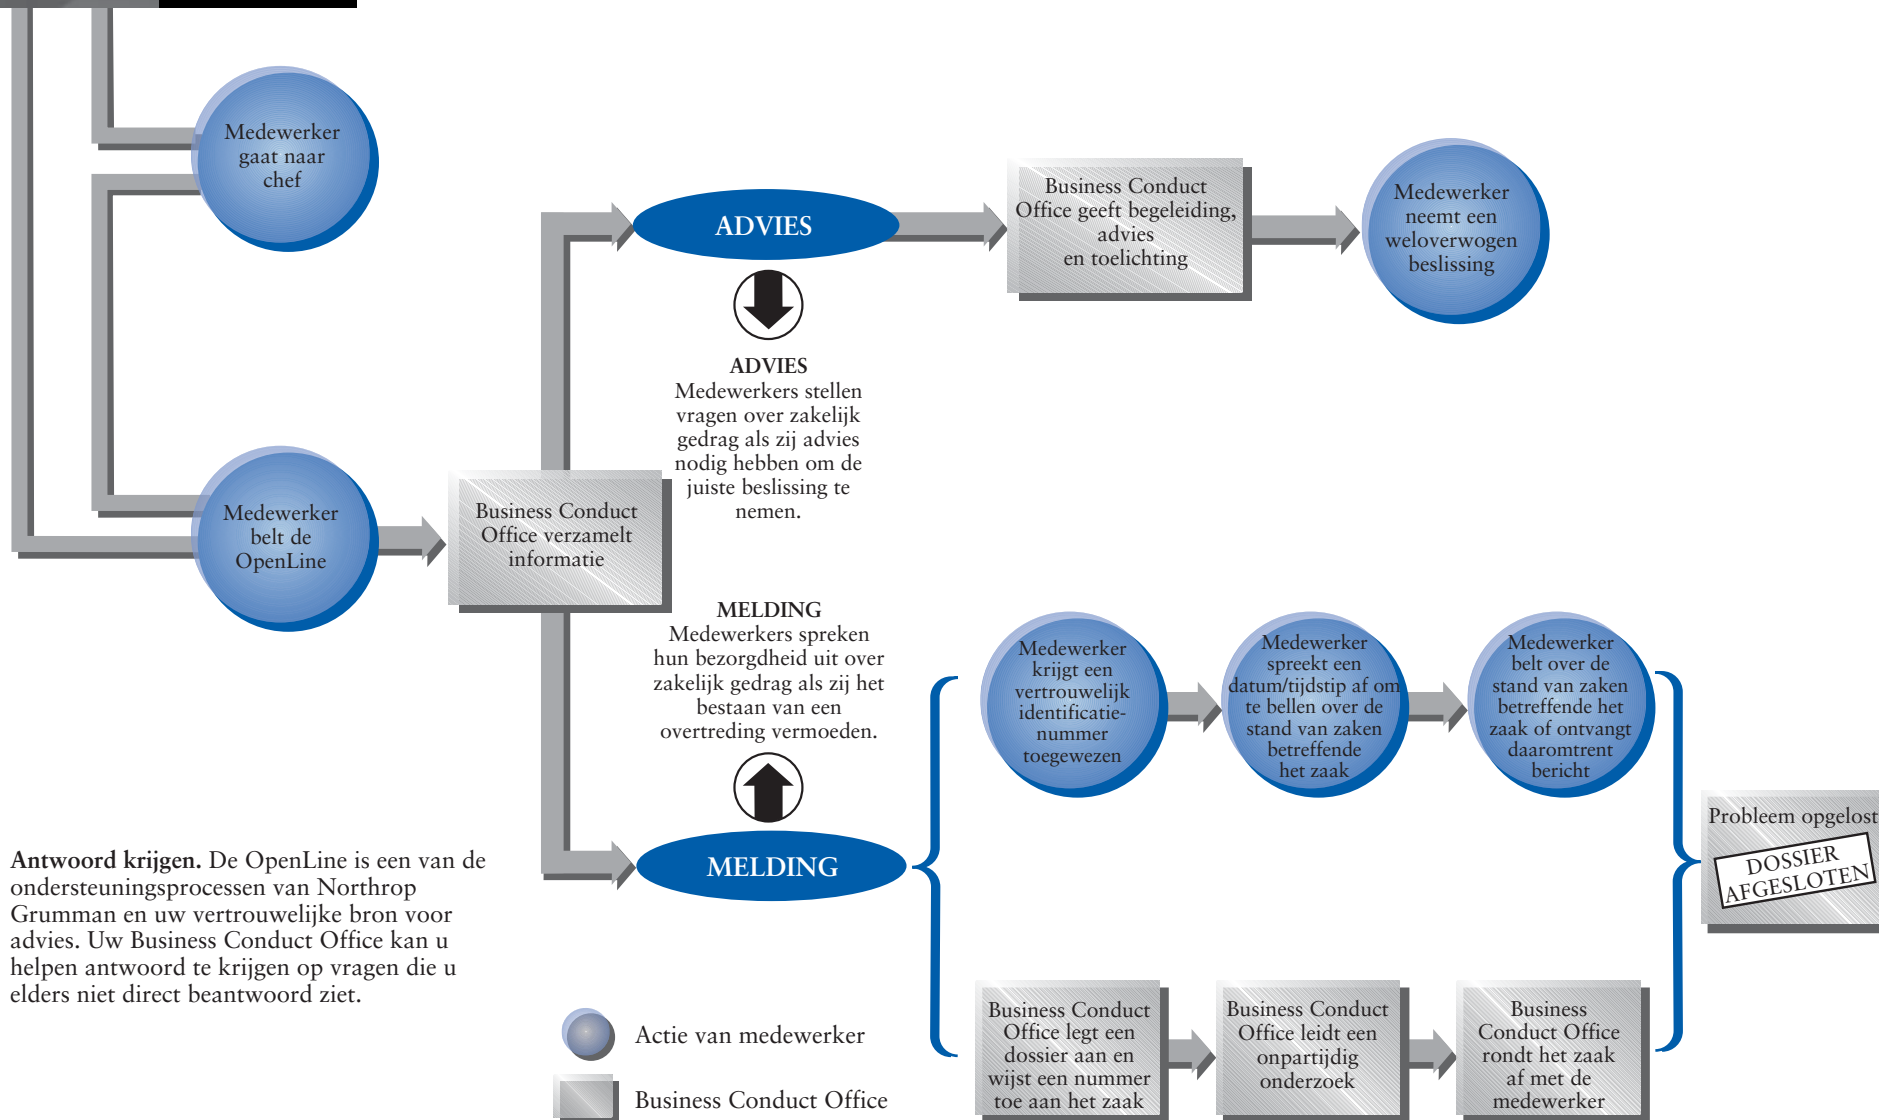 Medewerker
gaat naar
chef
ADVIES
Business Conduct
Office geeft begeleiding,
advies
en toelichting
Medewerker
neemt een
weloverwogen
beslissing
ADVIES
Medewerkers stellen
vragen over zakelijk
gedrag als zij advies
nodig hebben om de
juiste beslissing te
nemen.
Medewerker
belt de
OpenLine
Business Conduct
Office verzamelt
informatie
MELDING
Medewerkers spreken
hun bezorgdheid uit over
zakelijk gedrag als zij het
bestaan van een
overtreding vermoeden.
MELDING
Medewerker
krijgt een
vertrouwelijk
identificatie-
nummer
toegewezen
Medewerker
spreekt een
datum/tijdstip af om
te bellen over de
stand van zaken
betreffende
het zaak
Medewerker
belt over de
stand van zaken
betreffende het
zaak of ontvangt
daaromtrent
bericht
Probleem opgelost
DOSSIER
AFGESLOTEN
Antwoord krijgen. De OpenLine is een van de
ondersteuningsprocessen van Northrop
Grumman en uw vertrouwelijke bron voor
advies. Uw Business Conduct Office kan u
helpen antwoord te krijgen op vragen die u
elders niet direct beantwoord ziet.
Business Conduct
Office legt een
dossier aan en
wijst een nummer
toe aan het zaak
Business Conduct
Office leidt een
onpartijdig
onderzoek
Business
Conduct Office
rondt het zaak
af met de
medewerker
Actie van medewerker
Business Conduct Office